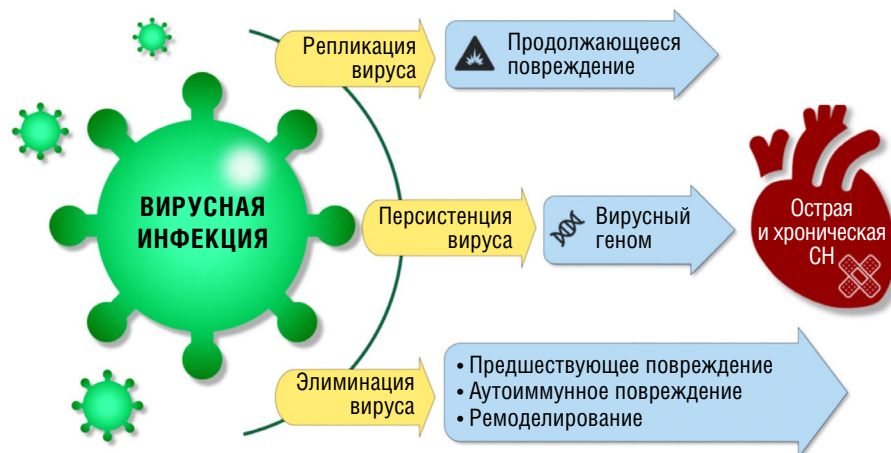 Репликация
вируса
Продолжающееся
повреждение
ВИРУСНАЯ
ИНФЕКЦИЯ
Персистенция
вируса
Вирусный
геном
Острая
и хроническая
СН
Элиминация
вируса
• Предшествующее повреждение
• Аутоиммунное повреждение
• Ремоделирование